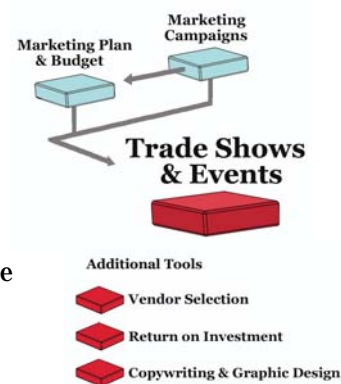 Marketing
Campaigns
Marketing Plan
& Budget
Trade Shows
& Events
e
Additional Tools
Vendor Selection
Return on Investment
Copywriting & Graphic Design